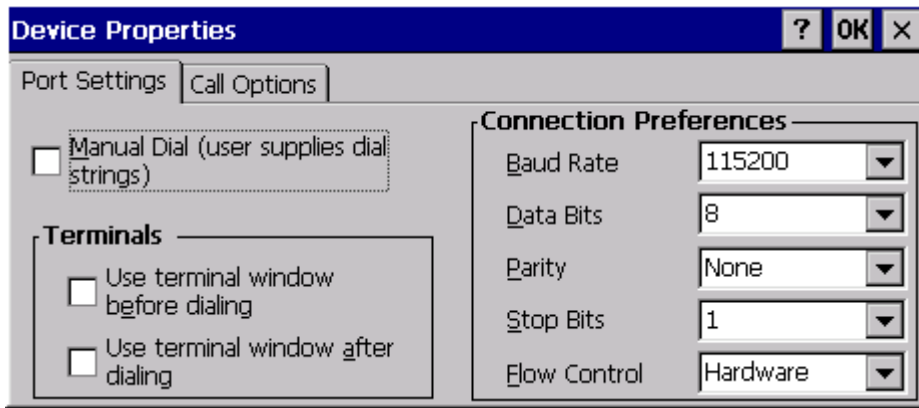 Device Properties ? OK ×
Port Settings Call Options
Manual Dial (user supplies dial
strings)
Terminals
Use terminal window
before dialing
Use terminal window after
dialing
Connection Preferences
Baud Rate 115200
Data Bits 8
Parity None
Stop Bits 1
Flow Control Hardware